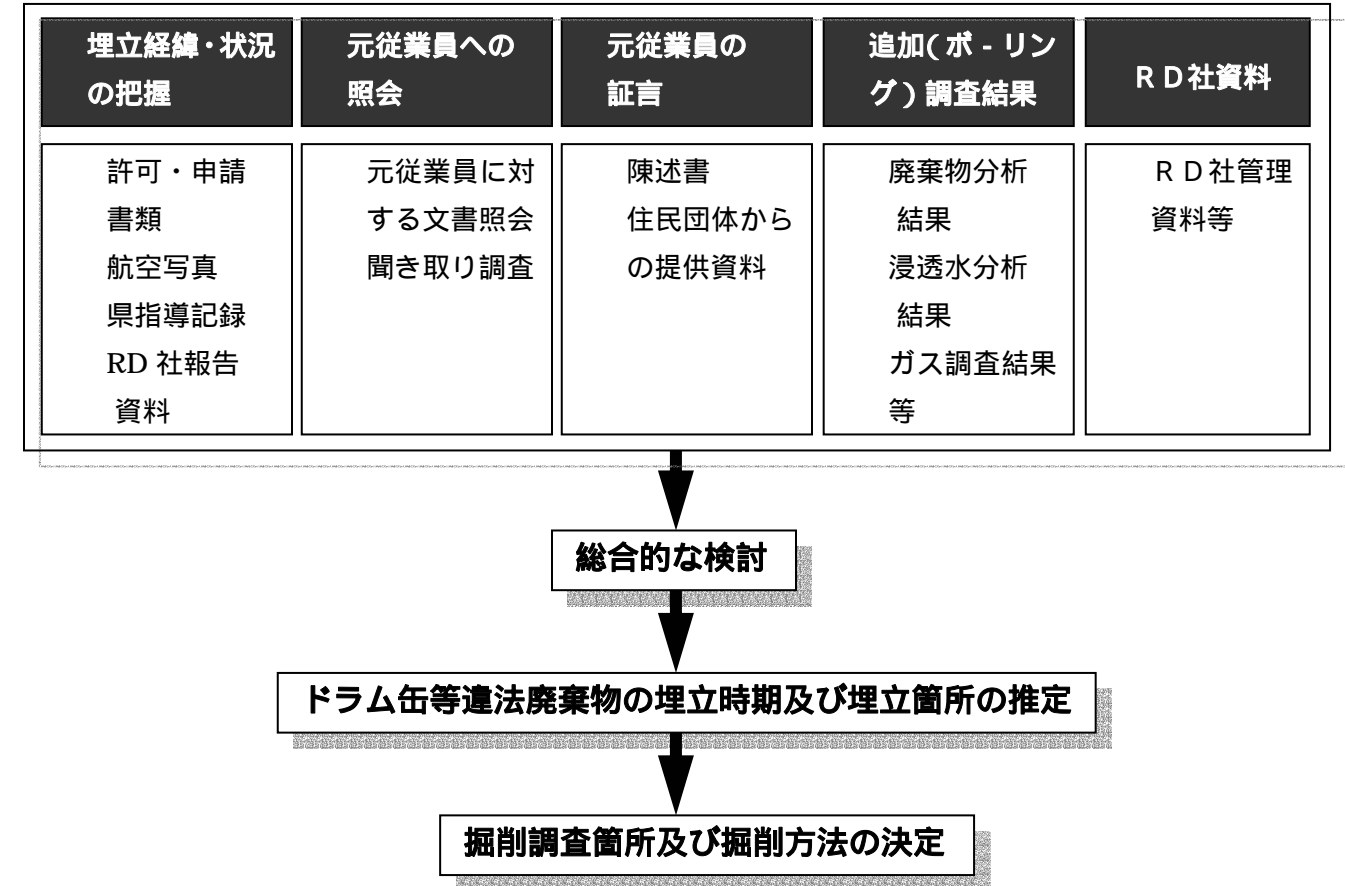 埋立経緯・状況
の把握
元従業員への
照会
元従業員の
証言
追加(ボ-リン
グ)調査結果
RD社資料
許可・申請
書類
航空写真
県指導記録
RD社報告
資料
元従業員に対
する文書照会
聞き取り調査
陳述書
住民団体から
の提供資料
廃棄物分析
結果
浸透水分析
結果
ガス調査結果
等
RD社管理
資料等
総合的な検討
ドラム缶等違法廃棄物の埋立時期及び埋立箇所の推定
掘削調査箇所及び掘削方法の決定